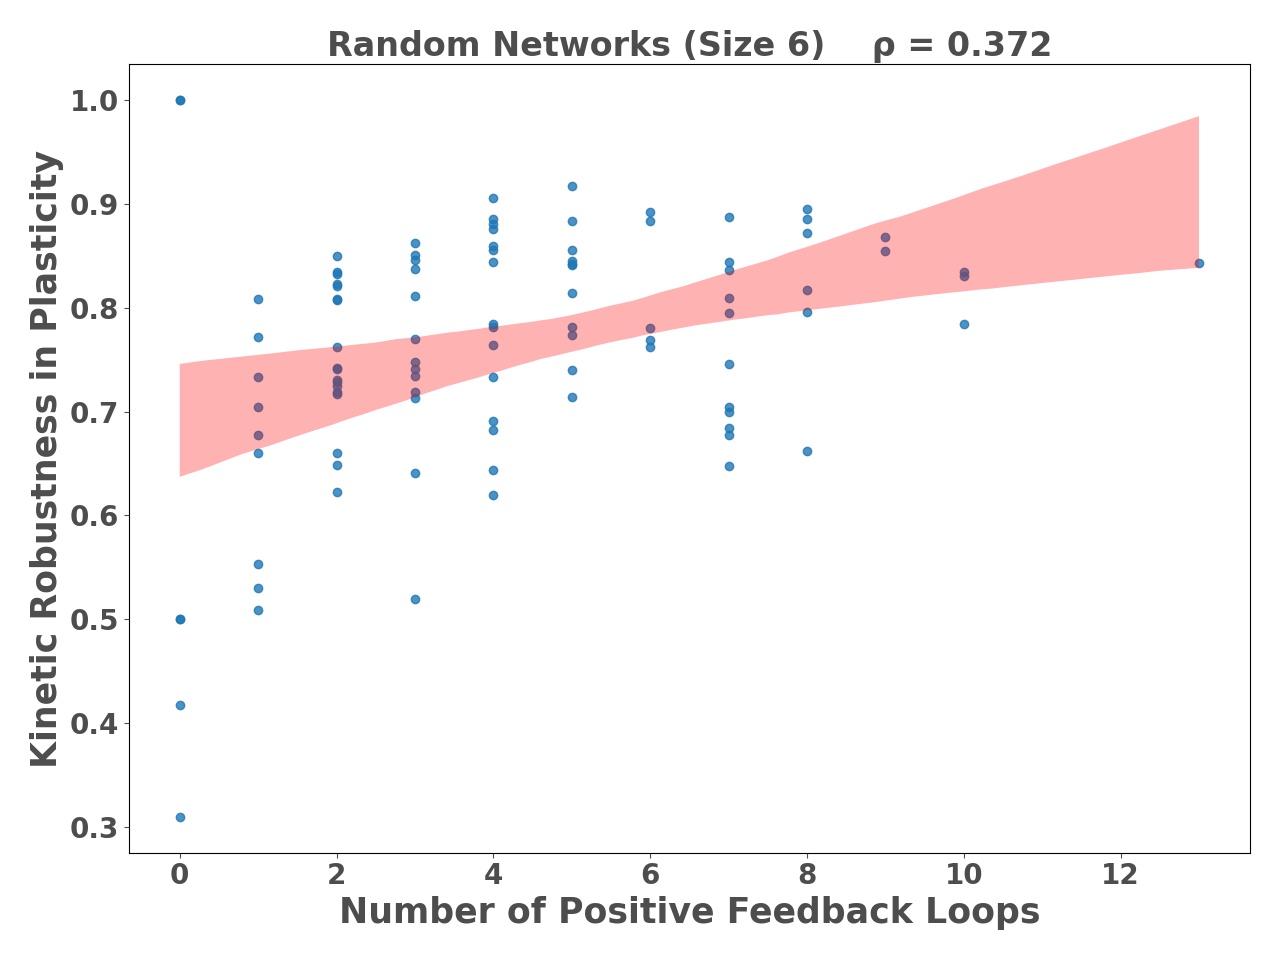 Random Networks (Size 6)    ρ = 0.372
Kinetic Robustness in Plasticity
1.0
0.9
0.8
0.7
0.6
0.5
0.4
0.3
0 2 4 6 8 10 12
Number of Positive Feedback Loops